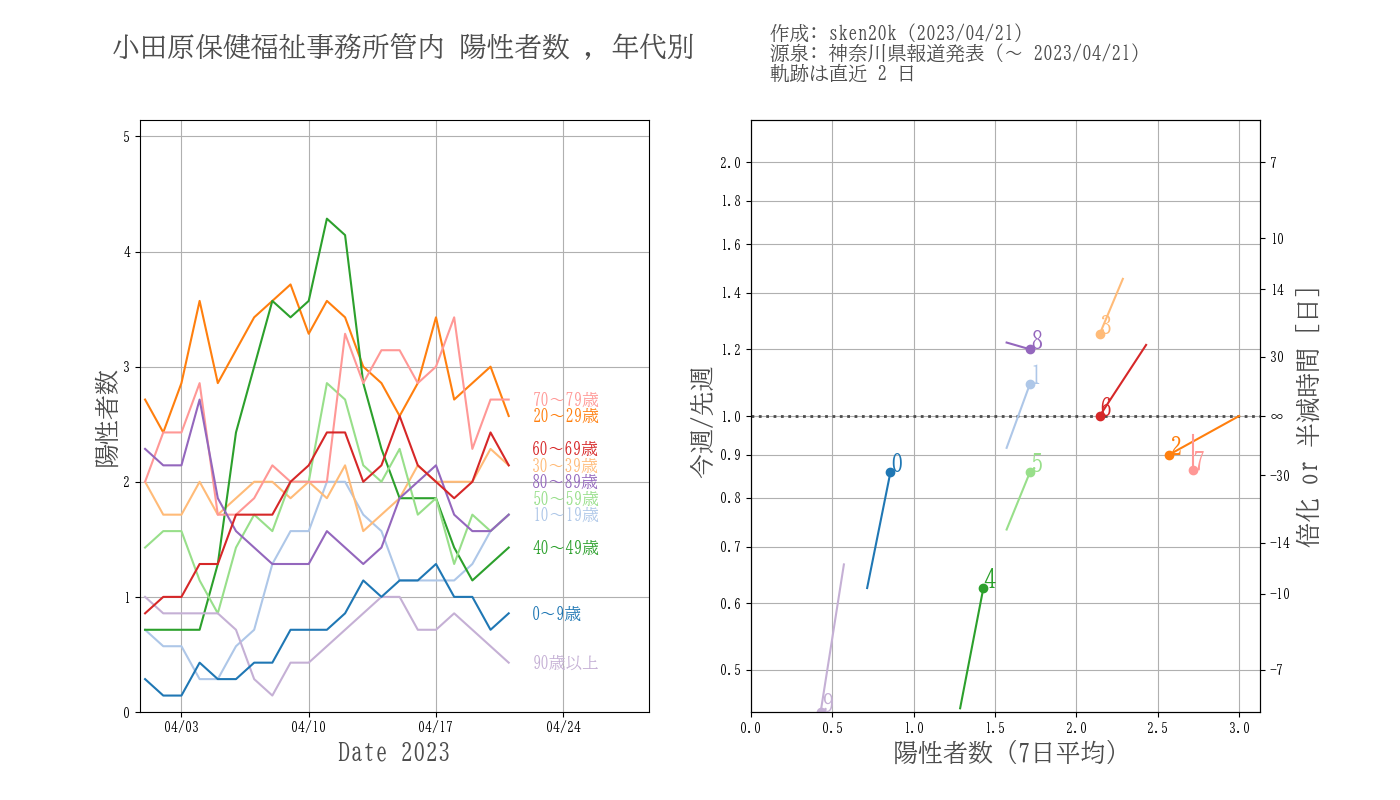 小田原保健福祉事務所管内 陽性者数 , 年代別
作成: sken20k (2023/04/21)
源泉: 神奈川県報道発表 (〜 2023/04/21)
軌跡は直近 2 日
5
4
3
2
1
0
陽性者数
04/03
04/10
04/17
04/24
Date 2023
70〜79歳
20〜29歳
60〜69歳
30〜39歳
80〜89歳
50〜59歳
10〜19歳
40〜49歳
0〜9歳
90歳以上
2.0
1.8
1.6
1.4
1.2
1.0
0.9
0.8
0.7
0.6
0.5
今週/先週
3
8
1
6
2
7
0
5
4
9
0.0
0.5
1.0
1.5
2.0
2.5
3.0
陽性者数 (7日平均)
7
10
14
30
∞
−30
−14
−10
−7
倍化 or 半減時間 [日]